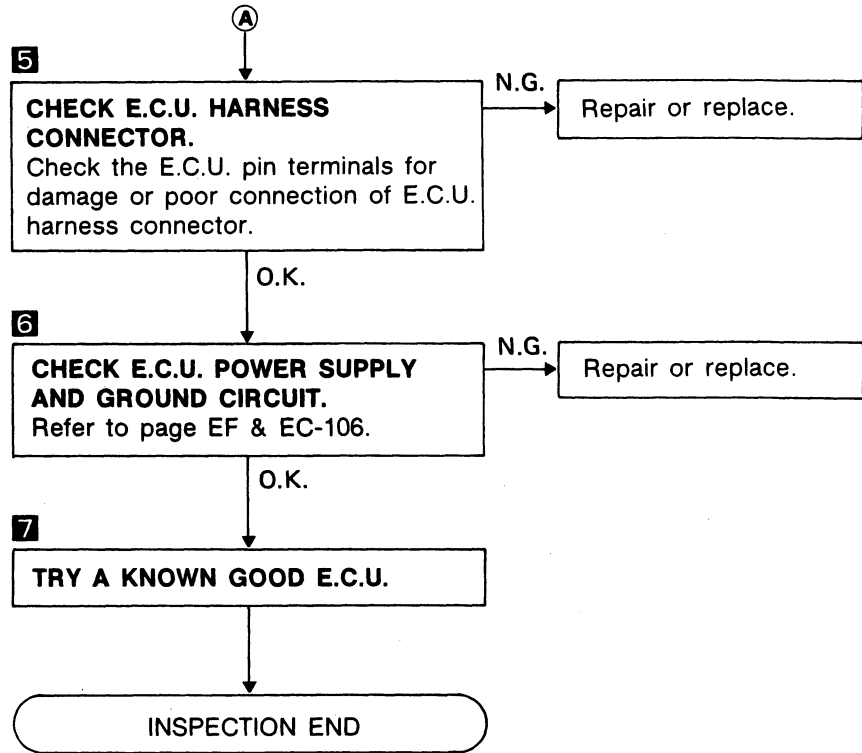 A
5
N.G.
CHECK E.C.U. HARNESS
CONNECTOR.
Check the E.C.U. pin terminals for
damage or poor connection of E.C.U.
harness connector.
Repair or replace.
O.K.
6
N.G.
CHECK E.C.U. POWER SUPPLY
AND GROUND CIRCUIT.
Refer to page EF & EC-106.
Repair or replace.
O.K.
7
TRY A KNOWN GOOD E.C.U.
INSPECTION END